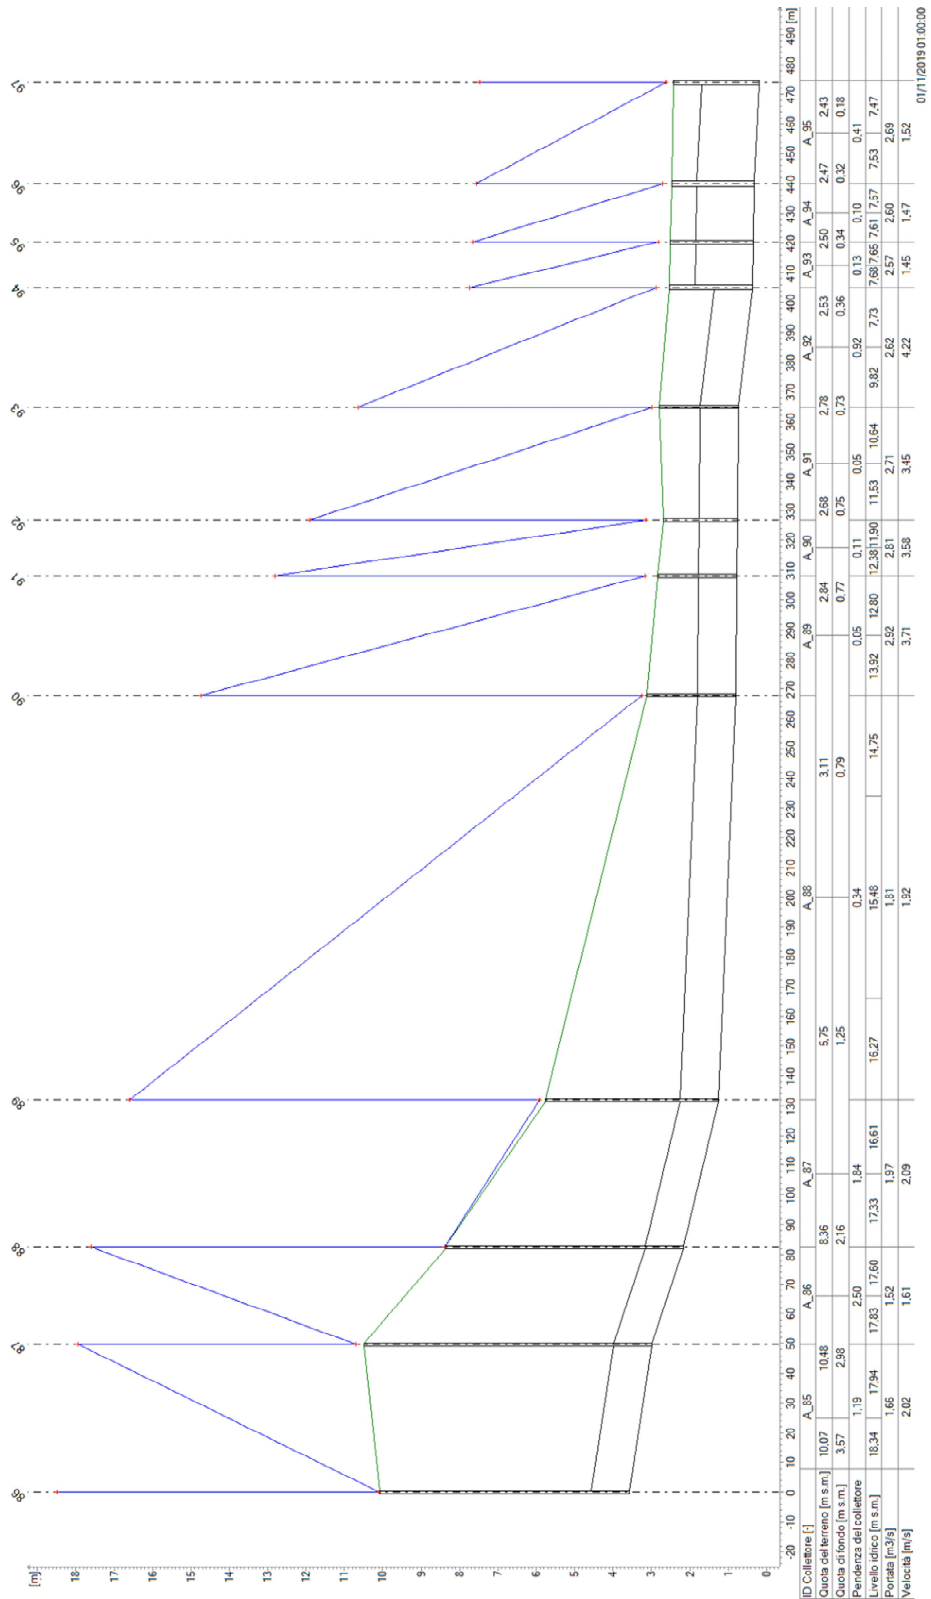 86 87 88 89 90 91 92 93 94 95 96 97
[m]
18
17
16
15
14
13
12
11
10
9
8
7
6
5
4
3
2
1
0
-20 -10 0 10 20 30 40 50 60 70 80 90 100 110 120 130 140 150 160 170 180 190 200 210 220 230 240 250 260 270 280 290 300 310 320 330 340 350 360 370 380 390 400 410 420 430 440 450 460 470 480 490 [m]
ID Collettore [-] A_85 A_86 A_87 A_88 A_89 A_90 A_91 A_92 A_93 A_94 A_95
Quota del terreno [m s.m.] 10,07 10,48 8,36 5,75 3,11 2,84 2,68 2,78 2,53 2,50 2,47 2,43
Quota di fondo [m s.m.] 3,57 2,98 2,16 1,25 0,79 0,77 0,75 0,73 0,36 0,34 0,32 0,18
Pendenza del collettore 1,19 2,50 1,84 0,34 0,05 0,11 0,05 0,92 0,13 0,10 0,41
Livello idrico [m s.m.] 18,34 17,94 17,83 17,60 17,33 16,61 16,27 15,48 14,75 13,92 12,80 12,38 11,90 11,53 10,64 9,82 7,73 7,68 7,65 7,61 7,57 7,53 7,47
Portata [m3/s] 1,66 1,52 1,97 1,81 2,92 2,81 2,71 2,62 2,57 2,60 2,69
Velocità [m/s] 2,02 1,61 2,09 1,92 3,71 3,58 3,45 4,22 1,45 1,47 1,52
01/11/2019 01:00:00